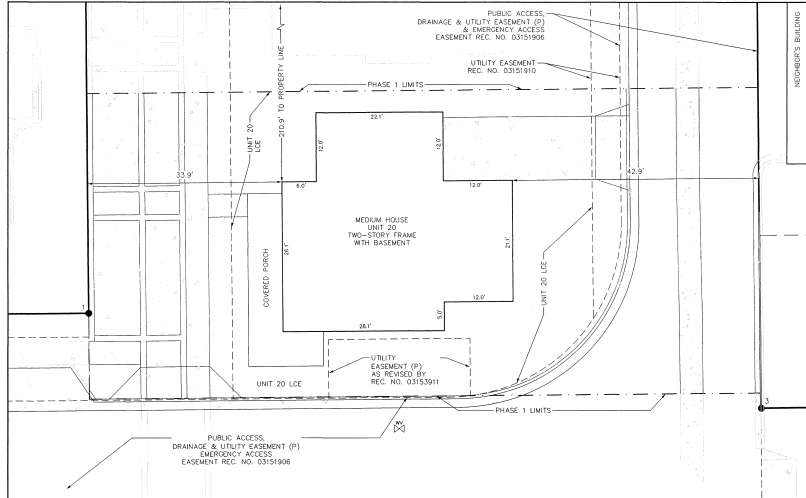 PUBLIC ACCESS,
DRAINAGE & UTILITY EASEMENT (P)
& EMERGENCY ACCESS
EASEMENT REC. NO. 03151906
NEIGHBOR'S BUILDING
UTILITY EASEMENT
REC. NO. 03151910
PHASE 1 LIMITS
210.9' TO PROPERTY LINE
UNIT 20
LCE
22.1'
12.0'
12.0'
33.9'
6.0'
12.0'
42.9'
MEDIUM HOUSE
UNIT 20
TWO-STORY FRAME
WITH BASEMENT
26.1'
21.1'
COVERED PORCH
UNIT 20 LCE
12.0'
5.0'
28.1'
1
UTILITY
EASEMENT (P)
AS REVISED BY
REC. NO. 03153911
UNIT 20 LCE
3
PHASE 1 LIMITS
WV
PUBLIC ACCESS,
DRAINAGE & UTILITY EASEMENT (P)
EMERGENCY ACCESS
EASEMENT REC. NO. 03151906